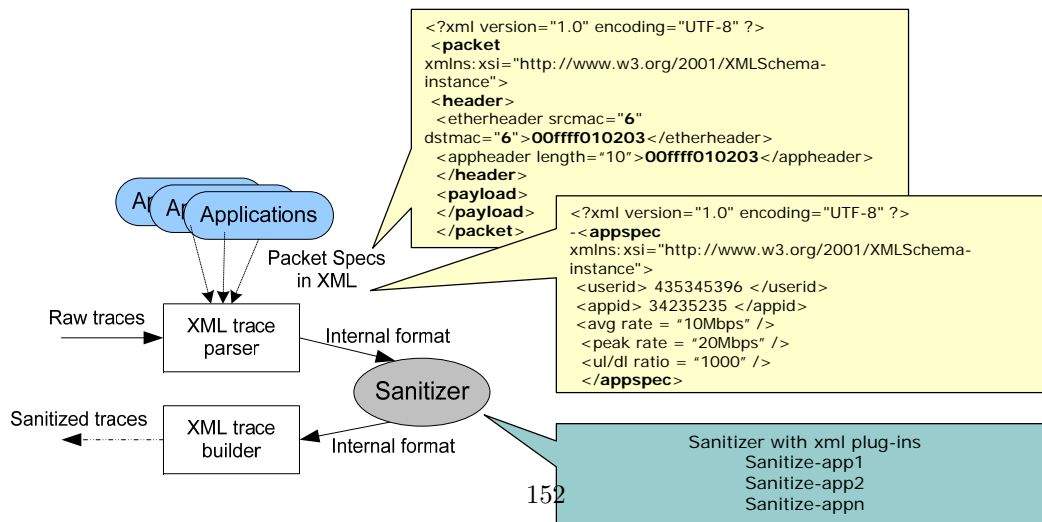 <?xml version="1.0" encoding="UTF-8" ?>
<packet
xmlns:xsi="http://www.w3.org/2001/XMLSchema-
instance">
<header>
<etherheader srcmac="6"
dstmac="6">00ffff010203</etherheader>
<appheader length="10">00ffff010203</appheader>
</header>
<payload>
</payload>
</packet>
<?xml version="1.0" encoding="UTF-8" ?>
-<appspec
xmlns:xsi="http://www.w3.org/2001/XMLSchema-
instance">
<userid> 435345396 </userid>
<appid> 34235235 </appid>
<avg rate = "10Mbps" />
<peak rate = "20Mbps" />
<ul/dl ratio = "1000" />
</appspec>
Ap
Ap
Applications
Packet Specs
in XML
Raw traces
XML trace
parser
Internal format
Sanitizer
Sanitized traces
XML trace
builder
Internal format
Sanitizer with xml plug-ins
Sanitize-app1
Sanitize-app2
Sanitize-appn
152